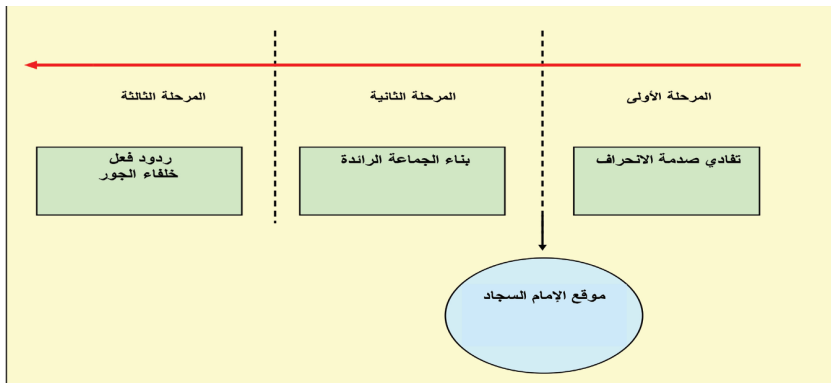 المرحلة الأولى
المرحلة الثانية
المرحلة الثالثة
تفادي صدمة الانحراف
بناء الجماعة الرائدة
ردود فعل
خلفاء الجور
موقع الإمام السجاد